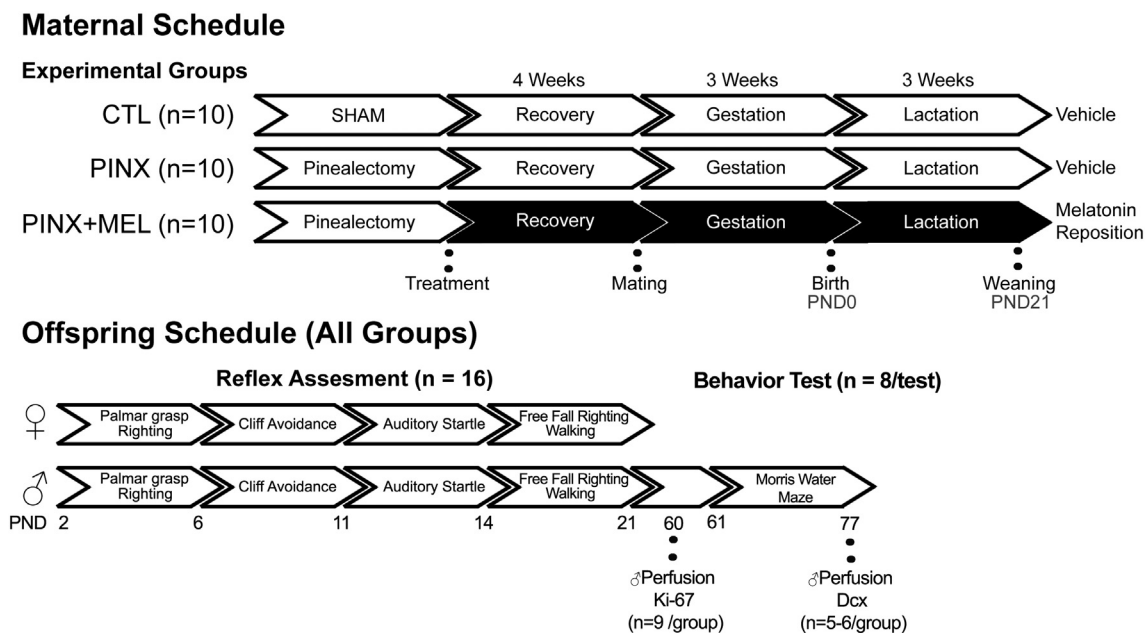 Maternal Schedule
Experimental Groups
4 Weeks 3 Weeks 3 Weeks
CTL (n=10) SHAM Recovery Gestation Lactation Vehicle
PINX (n=10) Pinealectomy Recovery Gestation Lactation Vehicle
PINX+MEL (n=10) Pinealectomy Recovery Gestation Lactation Melatonin
Reposition
Treatment Mating Birth Weaning
PND0 PND21
Offspring Schedule (All Groups)
Reflex Assesment (n = 16) Behavior Test (n = 8/test)
♀ Palmar grasp Cliff Avoidance Auditory Startle Free Fall Righting
Righting Walking
♂ Palmar grasp Cliff Avoidance Auditory Startle Free Fall Righting Morris Water
Righting Walking Maze
PND 2 6 11 14 21 60 61 77
♂Perfusion ♂Perfusion
Ki-67 Dcx
(n=9 /group) (n=5-6/group)